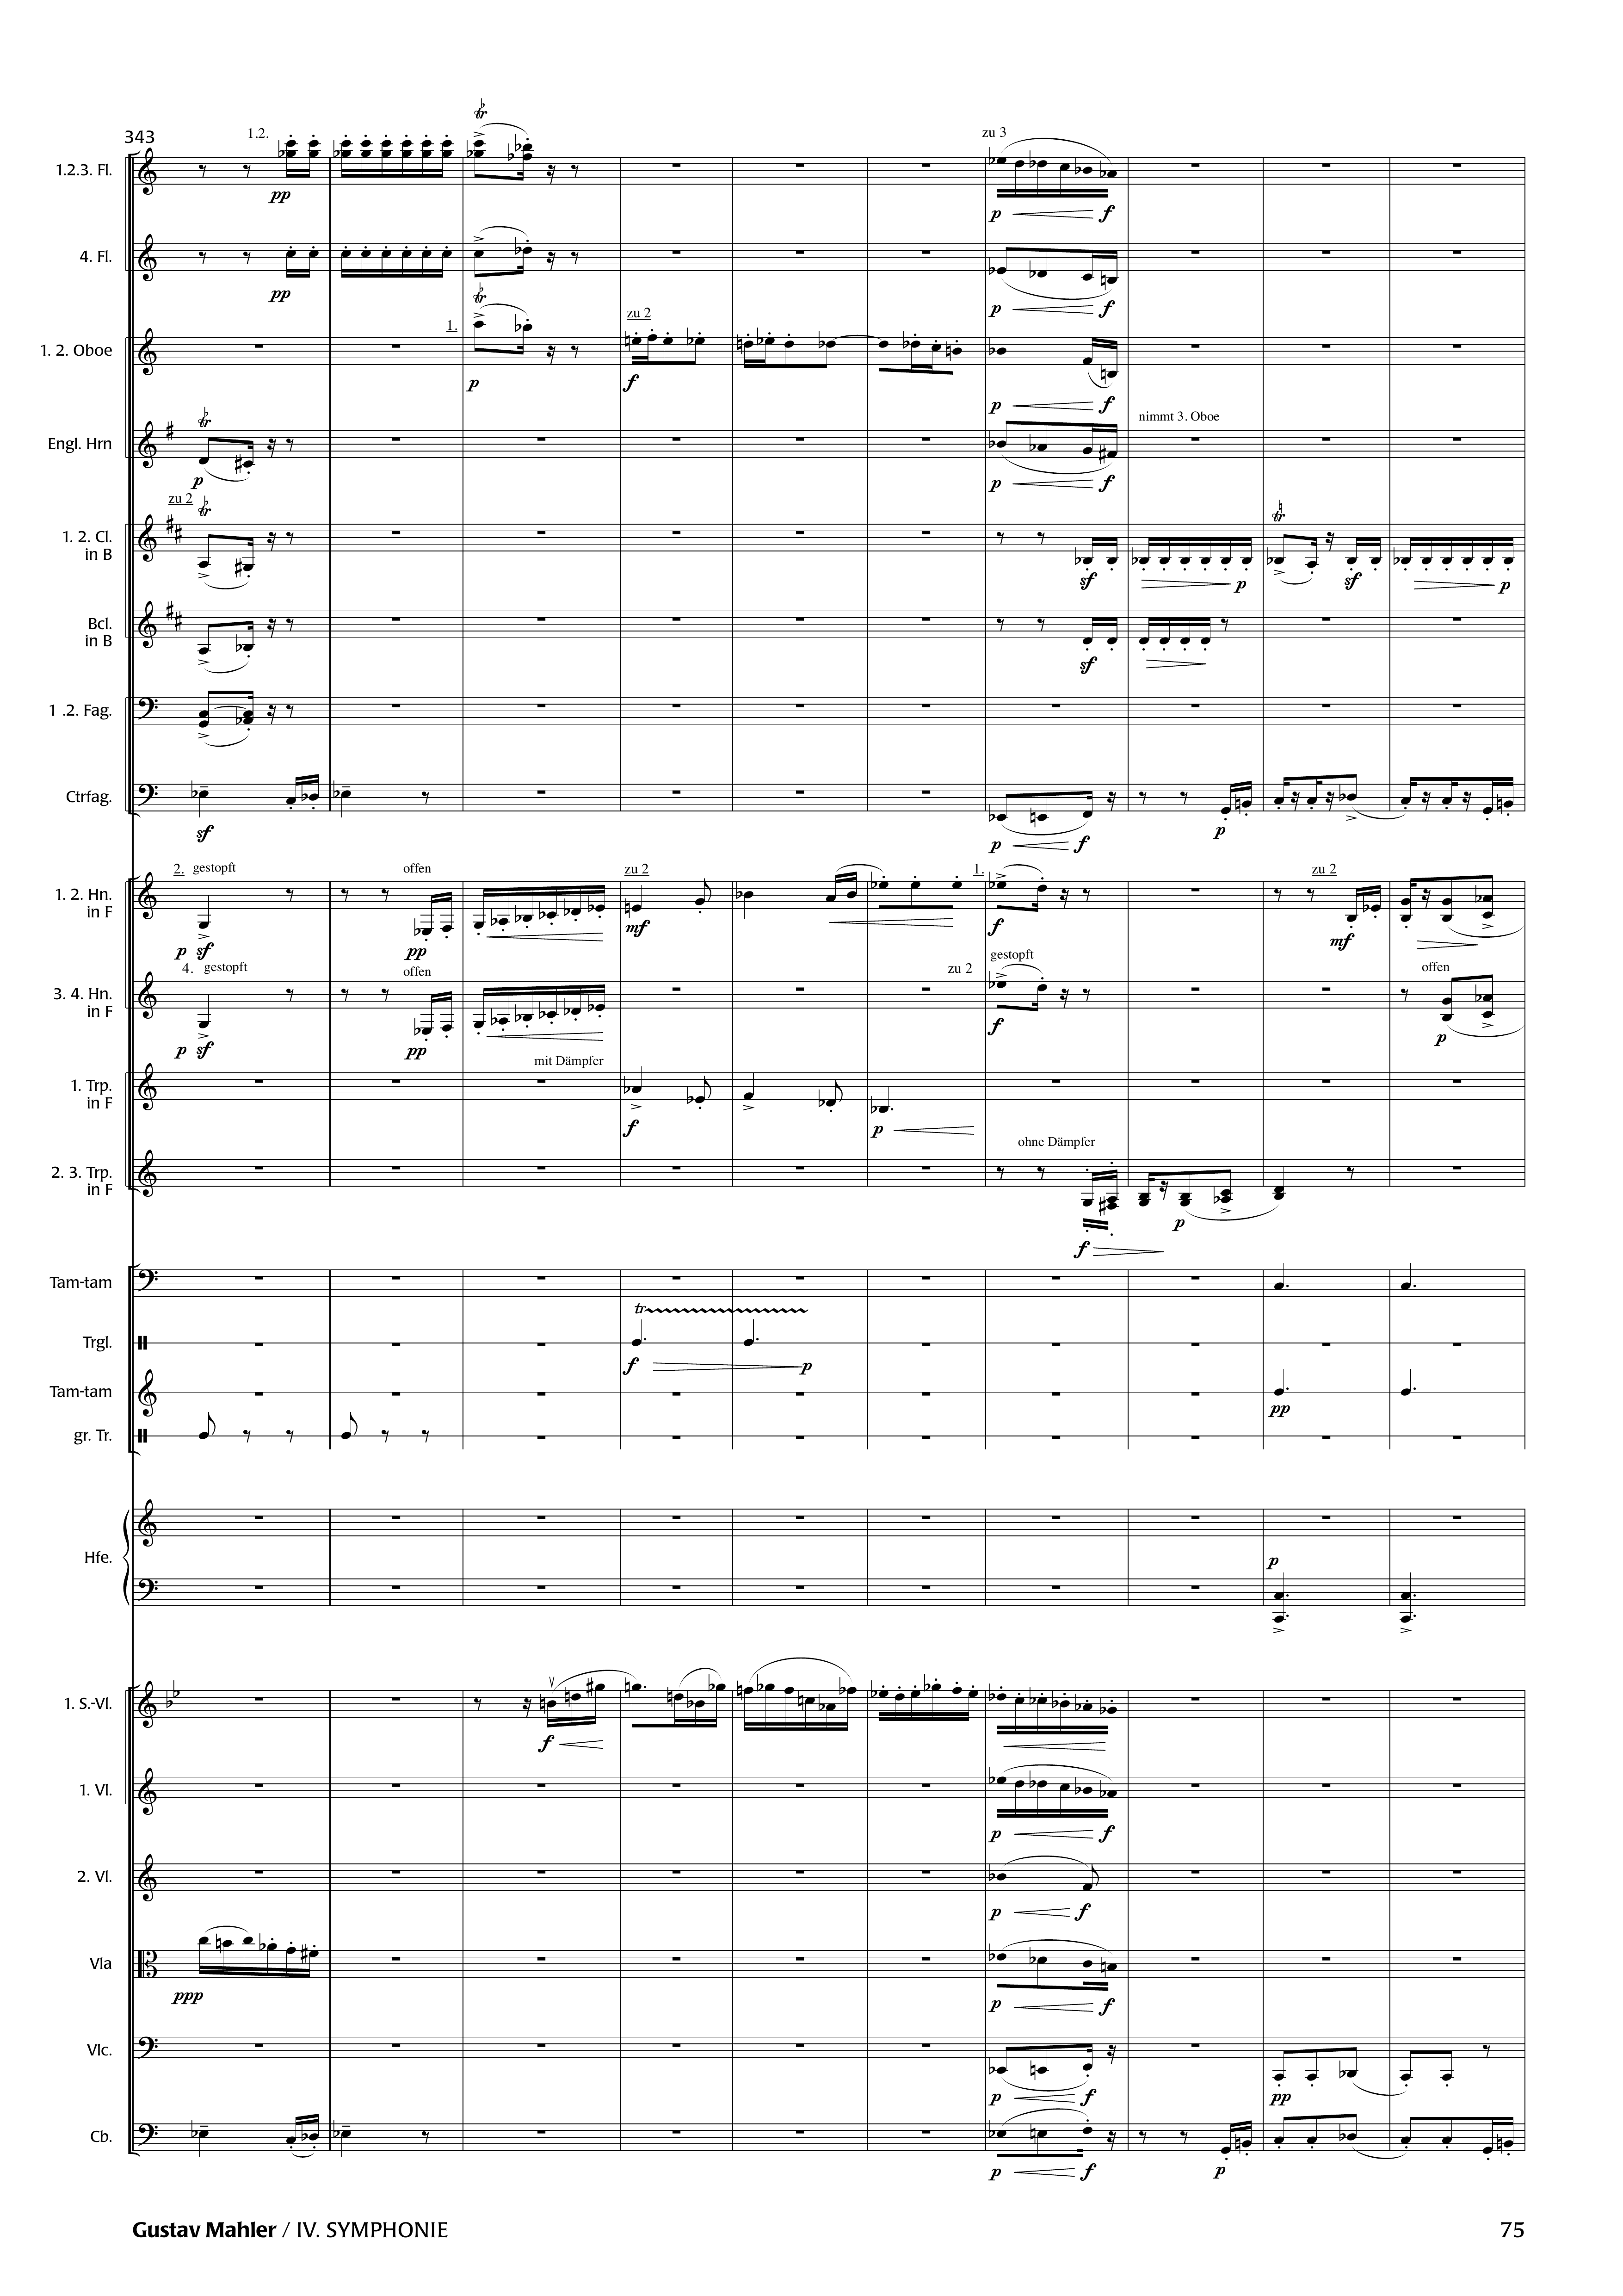 343
1.2.
zu 3
1.2.3. Fl.
pp
p
f
4. Fl.
pp
p
f
zu 2
1. 2. Oboe
1.
p
f
p
f
nimmt 3. Oboe
Engl. Hrn
p
p
f
zu 2
1. 2. Cl.
in B
sf
p
sf
p
Bcl.
in B
sf
1 .2. Fag.
Ctrfag.
sf
p
f
p
2.
gestopft
offen
zu 2
1.
zu 2
1. 2. Hn.
in F
p
sf
pp
mf
f
mf
4.
gestopft
offen
zu 2
gestopft
offen
3. 4. Hn.
in F
p
sf
pp
f
p
mit Dämpfer
1. Trp.
in F
f
p
ohne Dämpfer
2. 3. Trp.
in F
f
p
Tam-tam
tr
Trgl.
f
p
Tam-tam
pp
gr. Tr.
Hfe.
p
1. S.-Vl.
f
1. Vl.
p
f
2. Vl.
p
f
Vla
ppp
p
f
Vlc.
p
f
pp
Cb.
p
f
p
Gustav Mahler / IV. SYMPHONIE
75